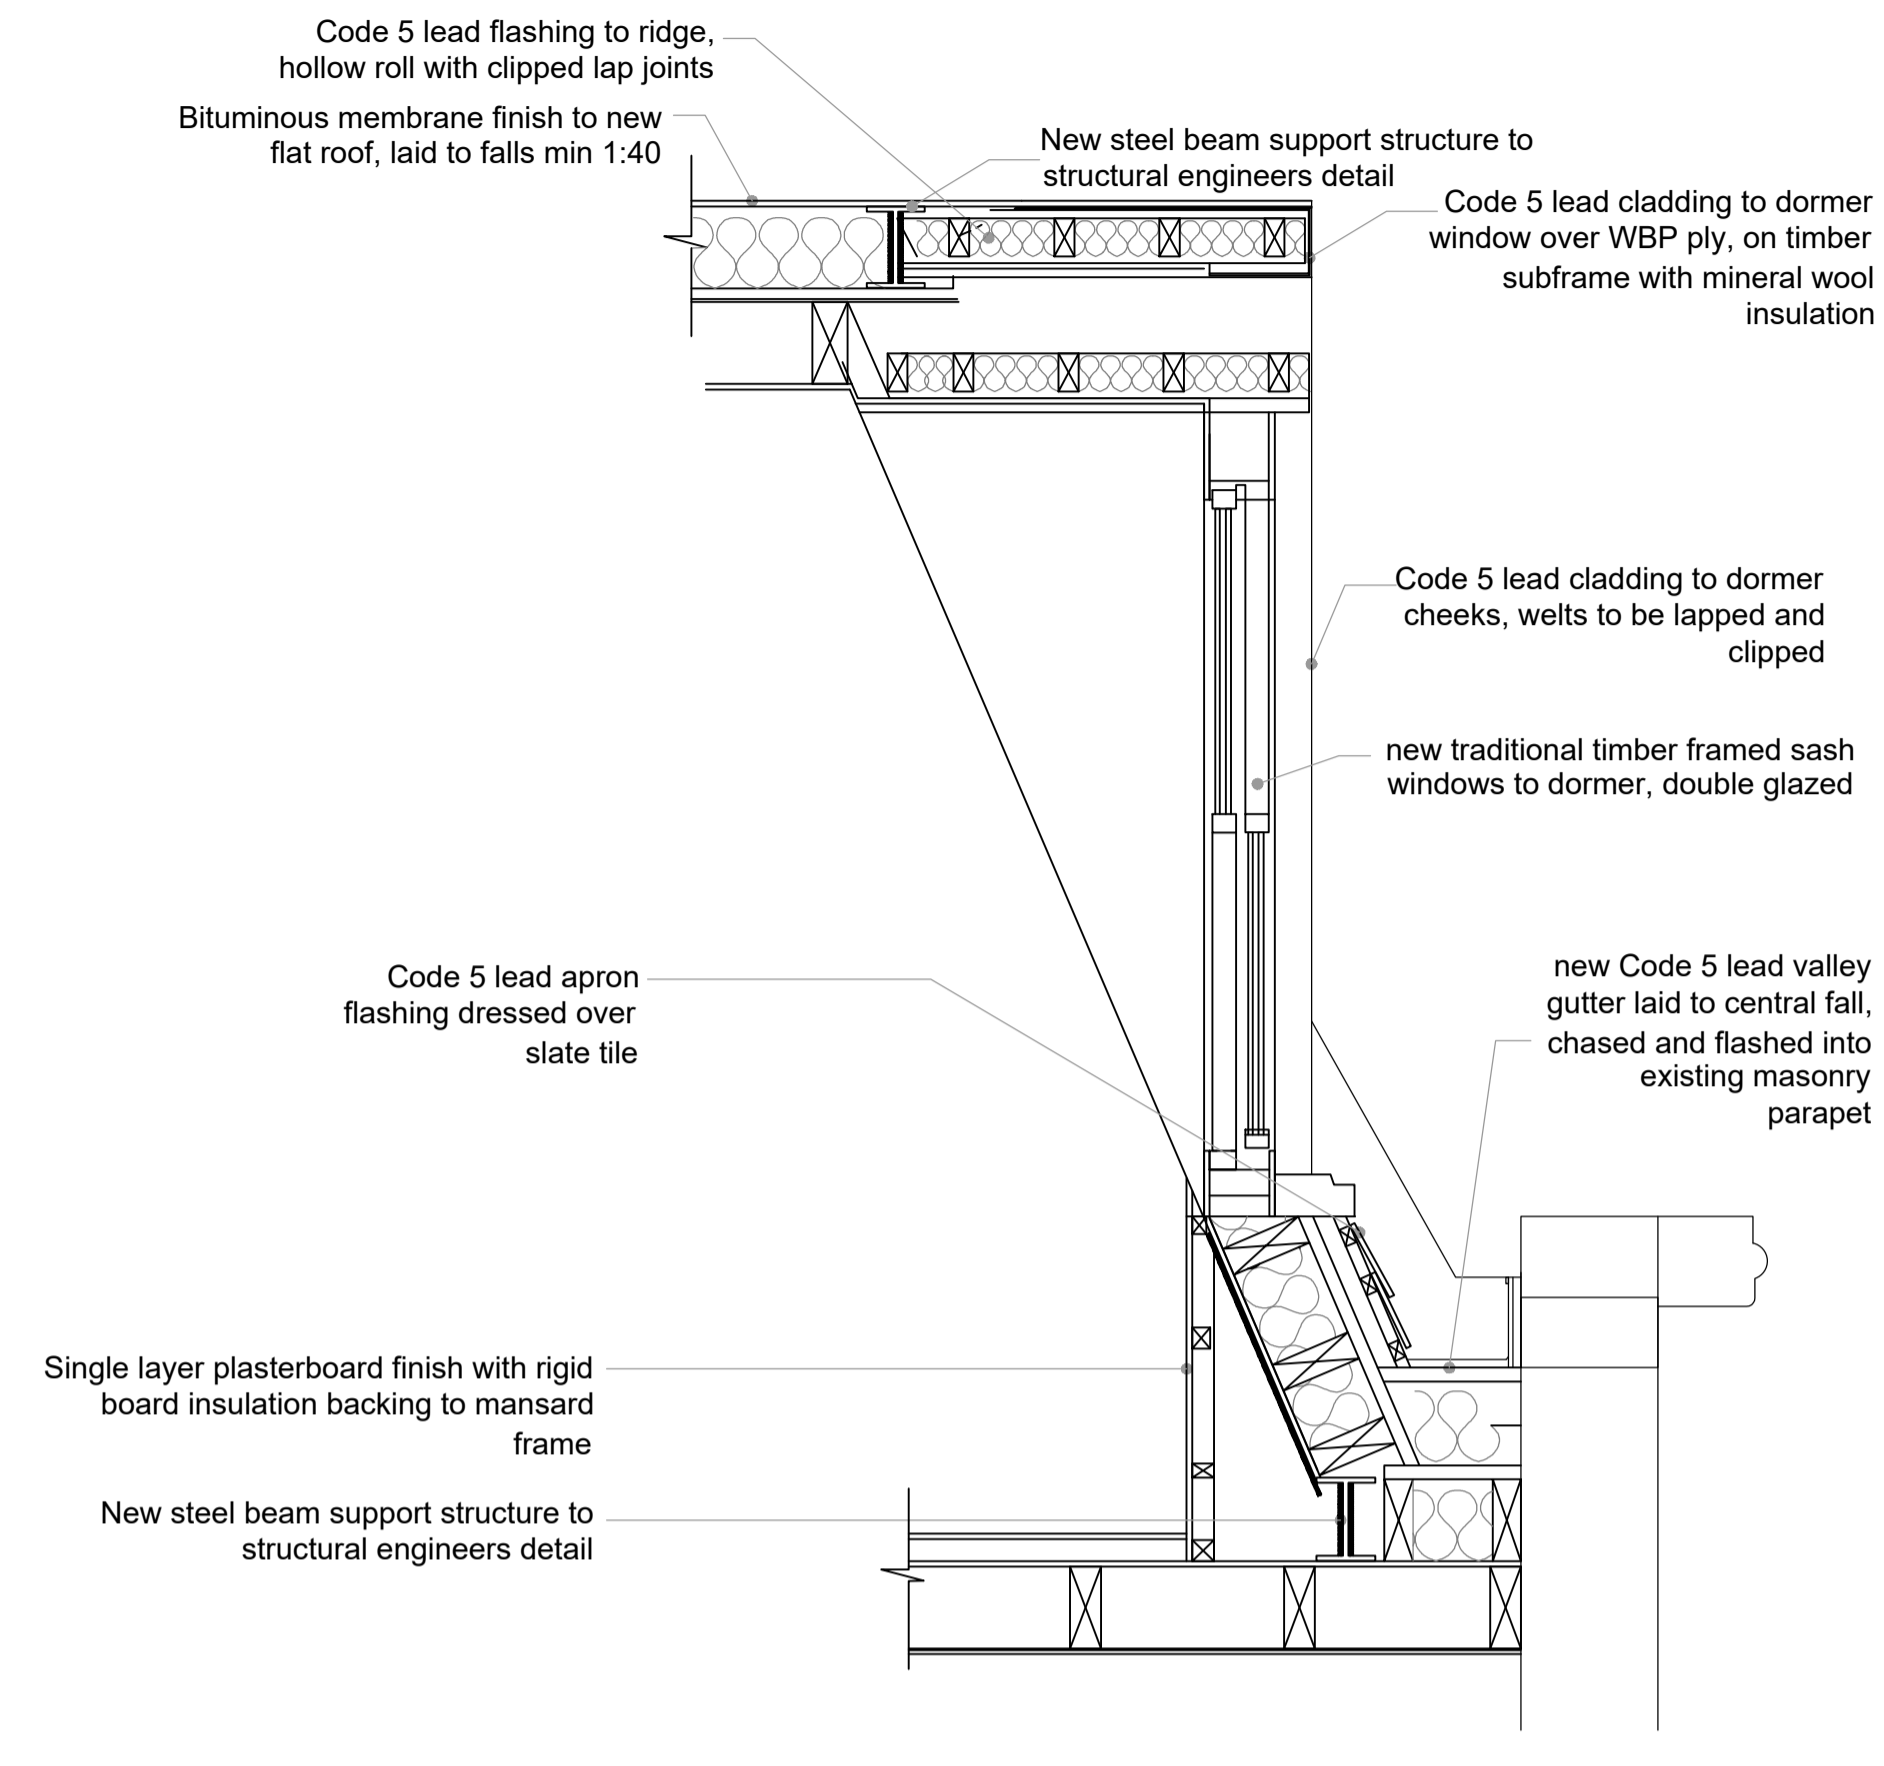 Code 5 lead flashing to ridge,
hollow roll with clipped lap joints
Bituminous membrane finish to new
flat roof, laid to falls min 1:40
New steel beam support structure to
structural engineers detail
Code 5 lead cladding to dormer
window over WBP ply, on timber
subframe with mineral wool
insulation
Code 5 lead cladding to dormer
cheeks, welts to be lapped and
clipped
new traditional timber framed sash
windows to dormer, double glazed
Code 5 lead apron
flashing dressed over
slate tile
new Code 5 lead valley
gutter laid to central fall,
chased and flashed into
existing masonry
parapet
Single layer plasterboard finish with rigid
board insulation backing to mansard
frame
New steel beam support structure to
structural engineers detail